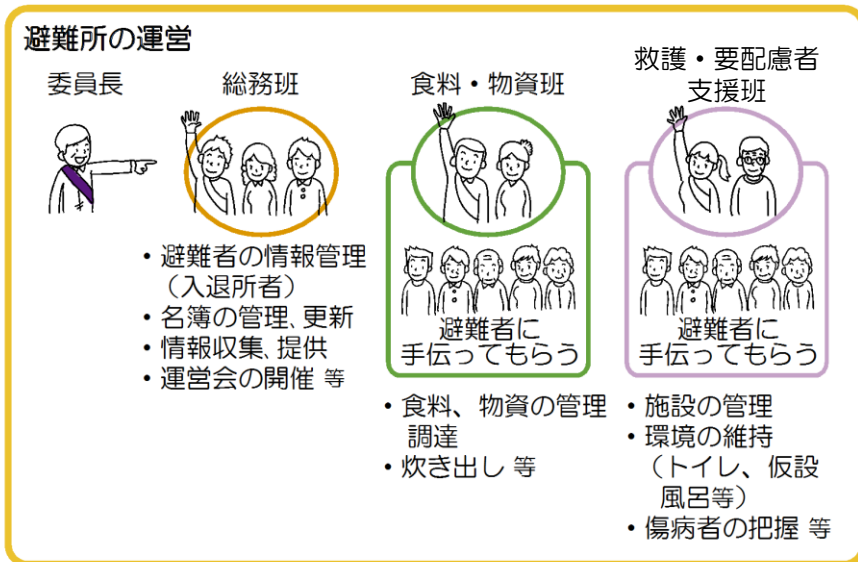 避難所の運営
委員長
総務班
・避難者の情報管理
（入退所者）
・名簿の管理、更新
・情報収集、提供
・運営会の開催 等
食料・物資班
避難者に
手伝ってもらう
・食料、物資の管理
調達
・炊き出し 等
救護・要配慮者
支援班
避難者に
手伝ってもらう
・施設の管理
・環境の維持
（トイレ、仮設
風呂等）
・傷病者の把握 等